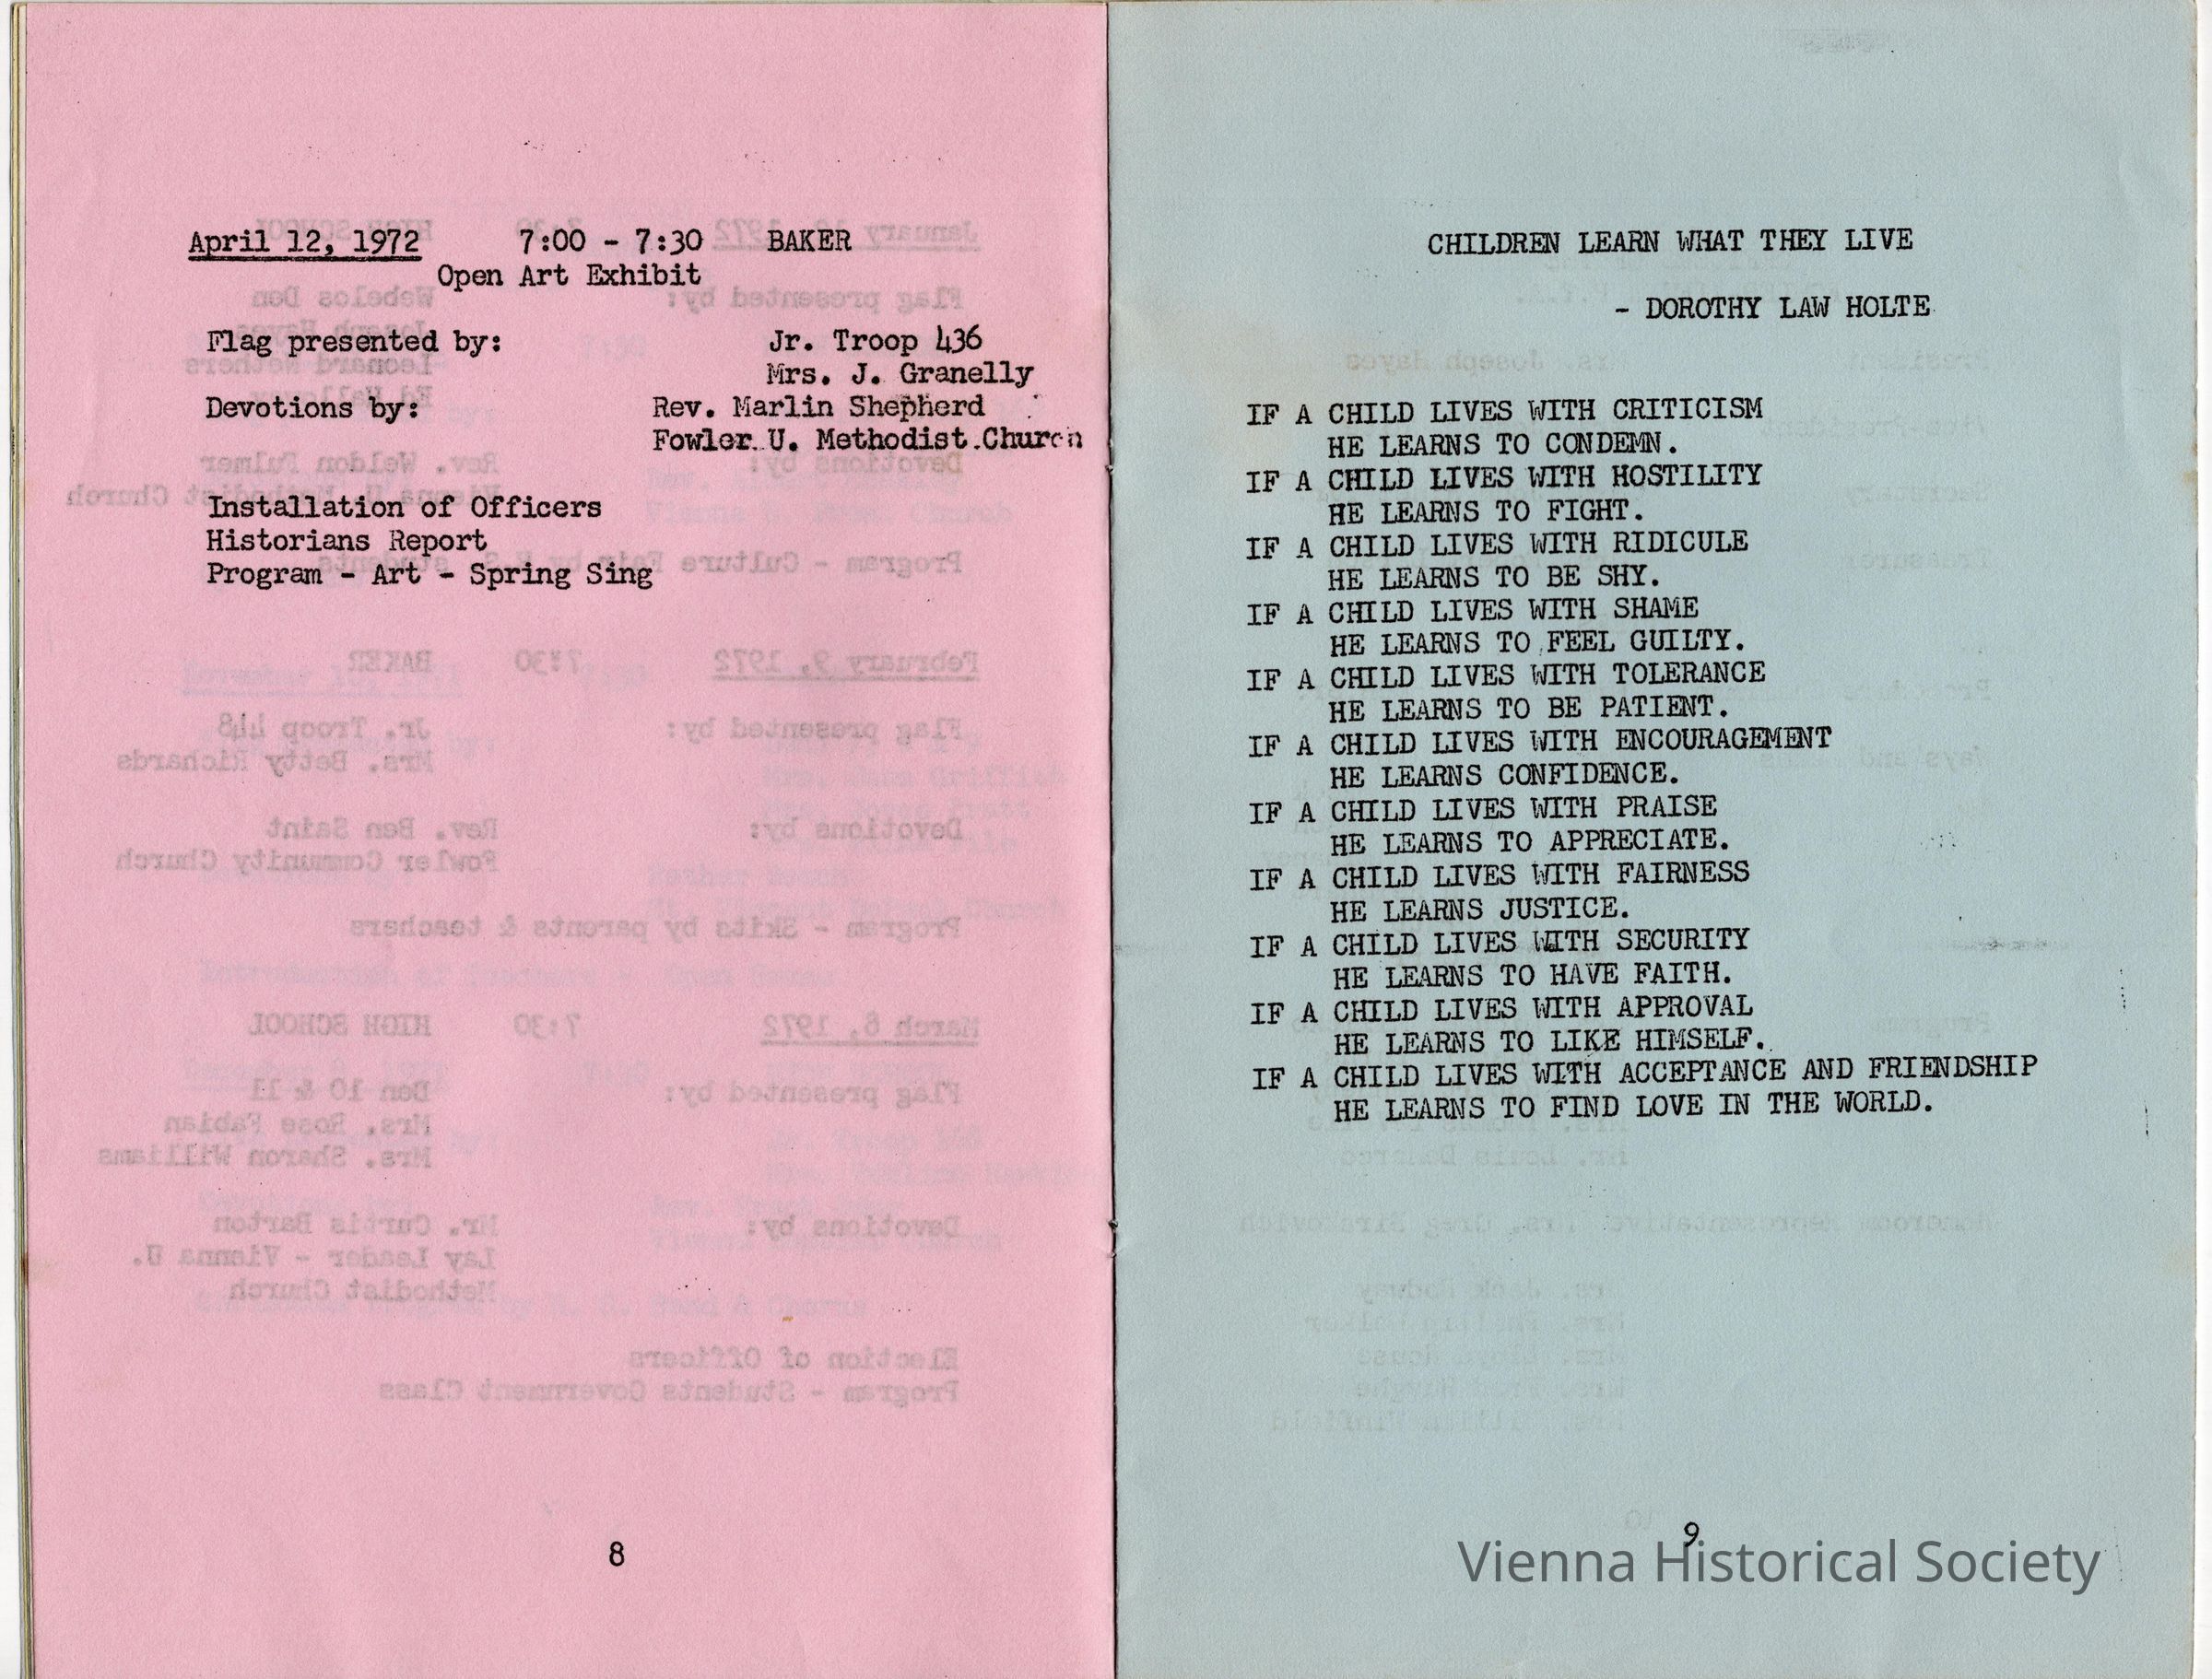 April 12, 1972 7:00 - 7:30 BAKER
Open Art Exhibit
Flag presented by: Jr. Troop 436
Mrs. J. Granelly
Devotions by: Rev. Marlin Shepherd
Fowler U. Methodist Church
Installation of Officers
Historians Report
Program - Art - Spring Sing
8
CHILDREN LEARN WHAT THEY LIVE
- DOROTHY LAW HOLTE
IF A CHILD LIVES WITH CRITICISM
HE LEARNS TO CONDEMN.
IF A CHILD LIVES WITH HOSTILITY
HE LEARNS TO FIGHT.
IF A CHILD LIVES WITH RIDICULE
HE LEARNS TO BE SHY.
IF A CHILD LIVES WITH SHAME
HE LEARNS TO FEEL GUILTY.
IF A CHILD LIVES WITH TOLERANCE
HE LEARNS TO BE PATIENT.
IF A CHILD LIVES WITH ENCOURAGEMENT
HE LEARNS CONFIDENCE.
IF A CHILD LIVES WITH PRAISE
HE LEARNS TO APPRECIATE.
IF A CHILD LIVES WITH FAIRNESS
HE LEARNS JUSTICE.
IF A CHILD LIVES WITH SECURITY
HE LEARNS TO HAVE FAITH.
IF A CHILD LIVES WITH APPROVAL
HE LEARNS TO LIKE HIMSELF.
IF A CHILD LIVES WITH ACCEPTANCE AND FRIENDSHIP
HE LEARNS TO FIND LOVE IN THE WORLD.
9
Vienna Historical Society